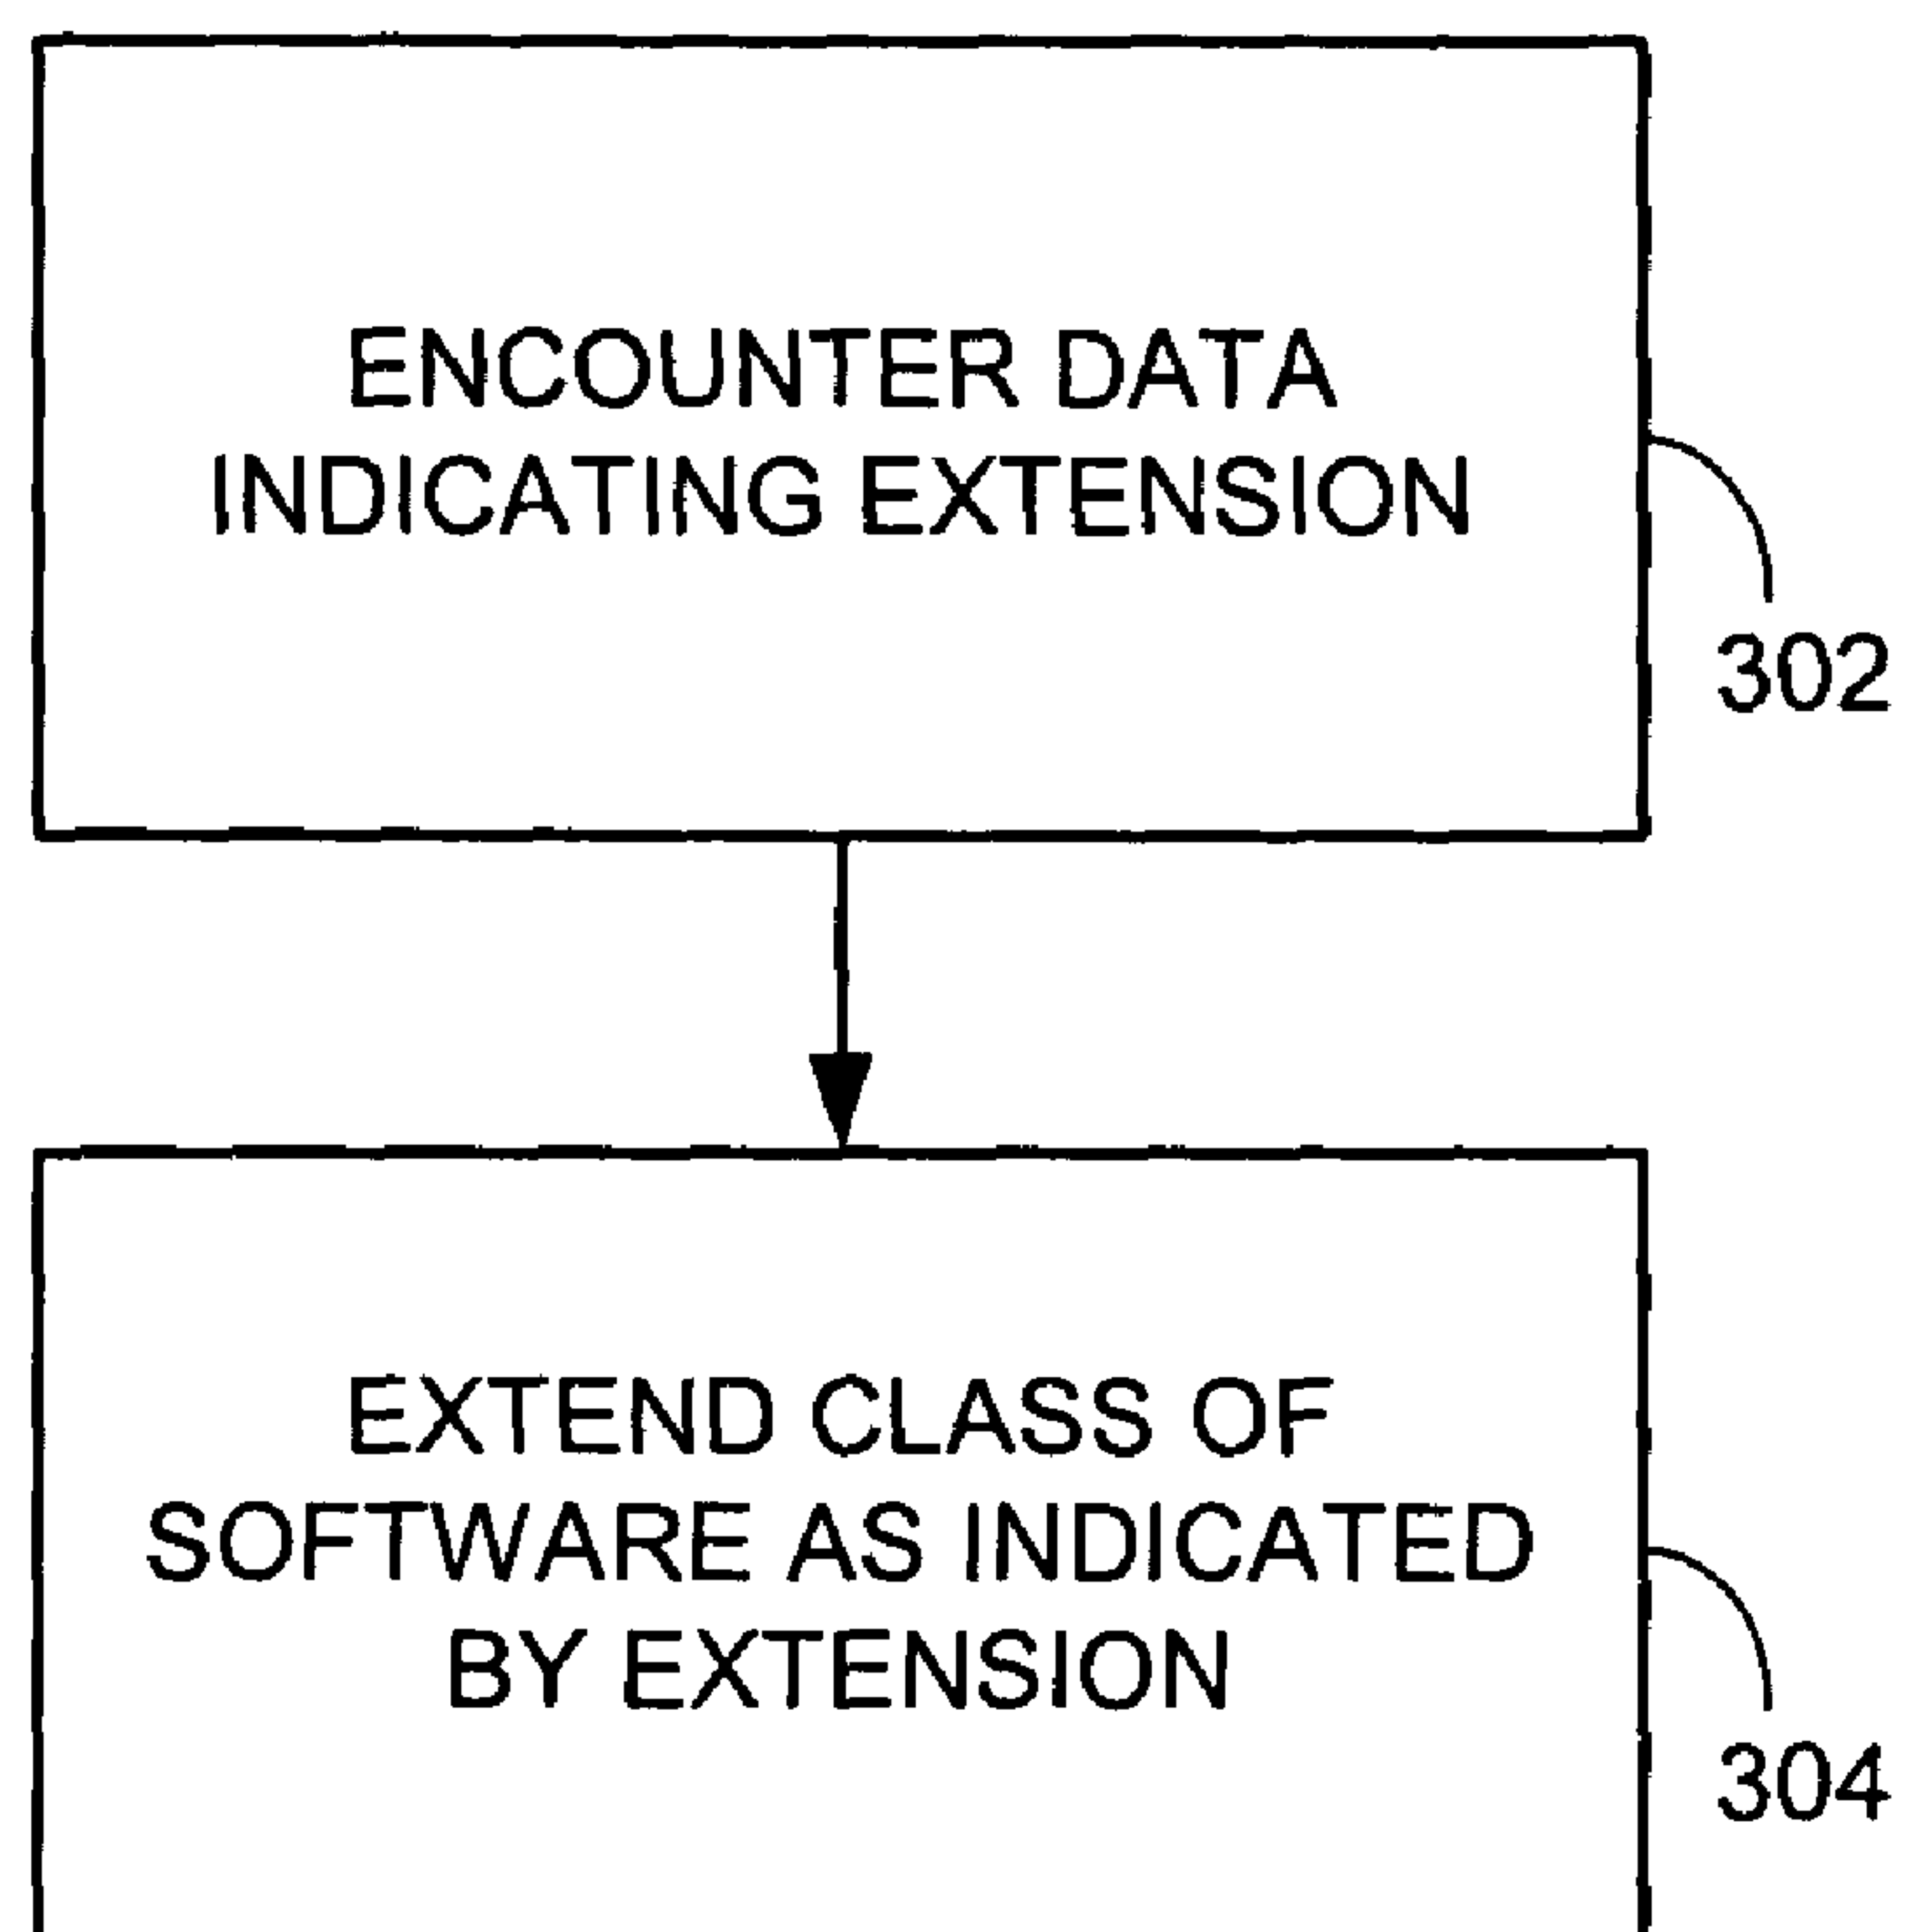 ENCOUNTER DATA
INDICATING EXTENSION
302
EXTEND CLASS OF
SOFTWARE AS INDICATED
BY EXTENSION
304